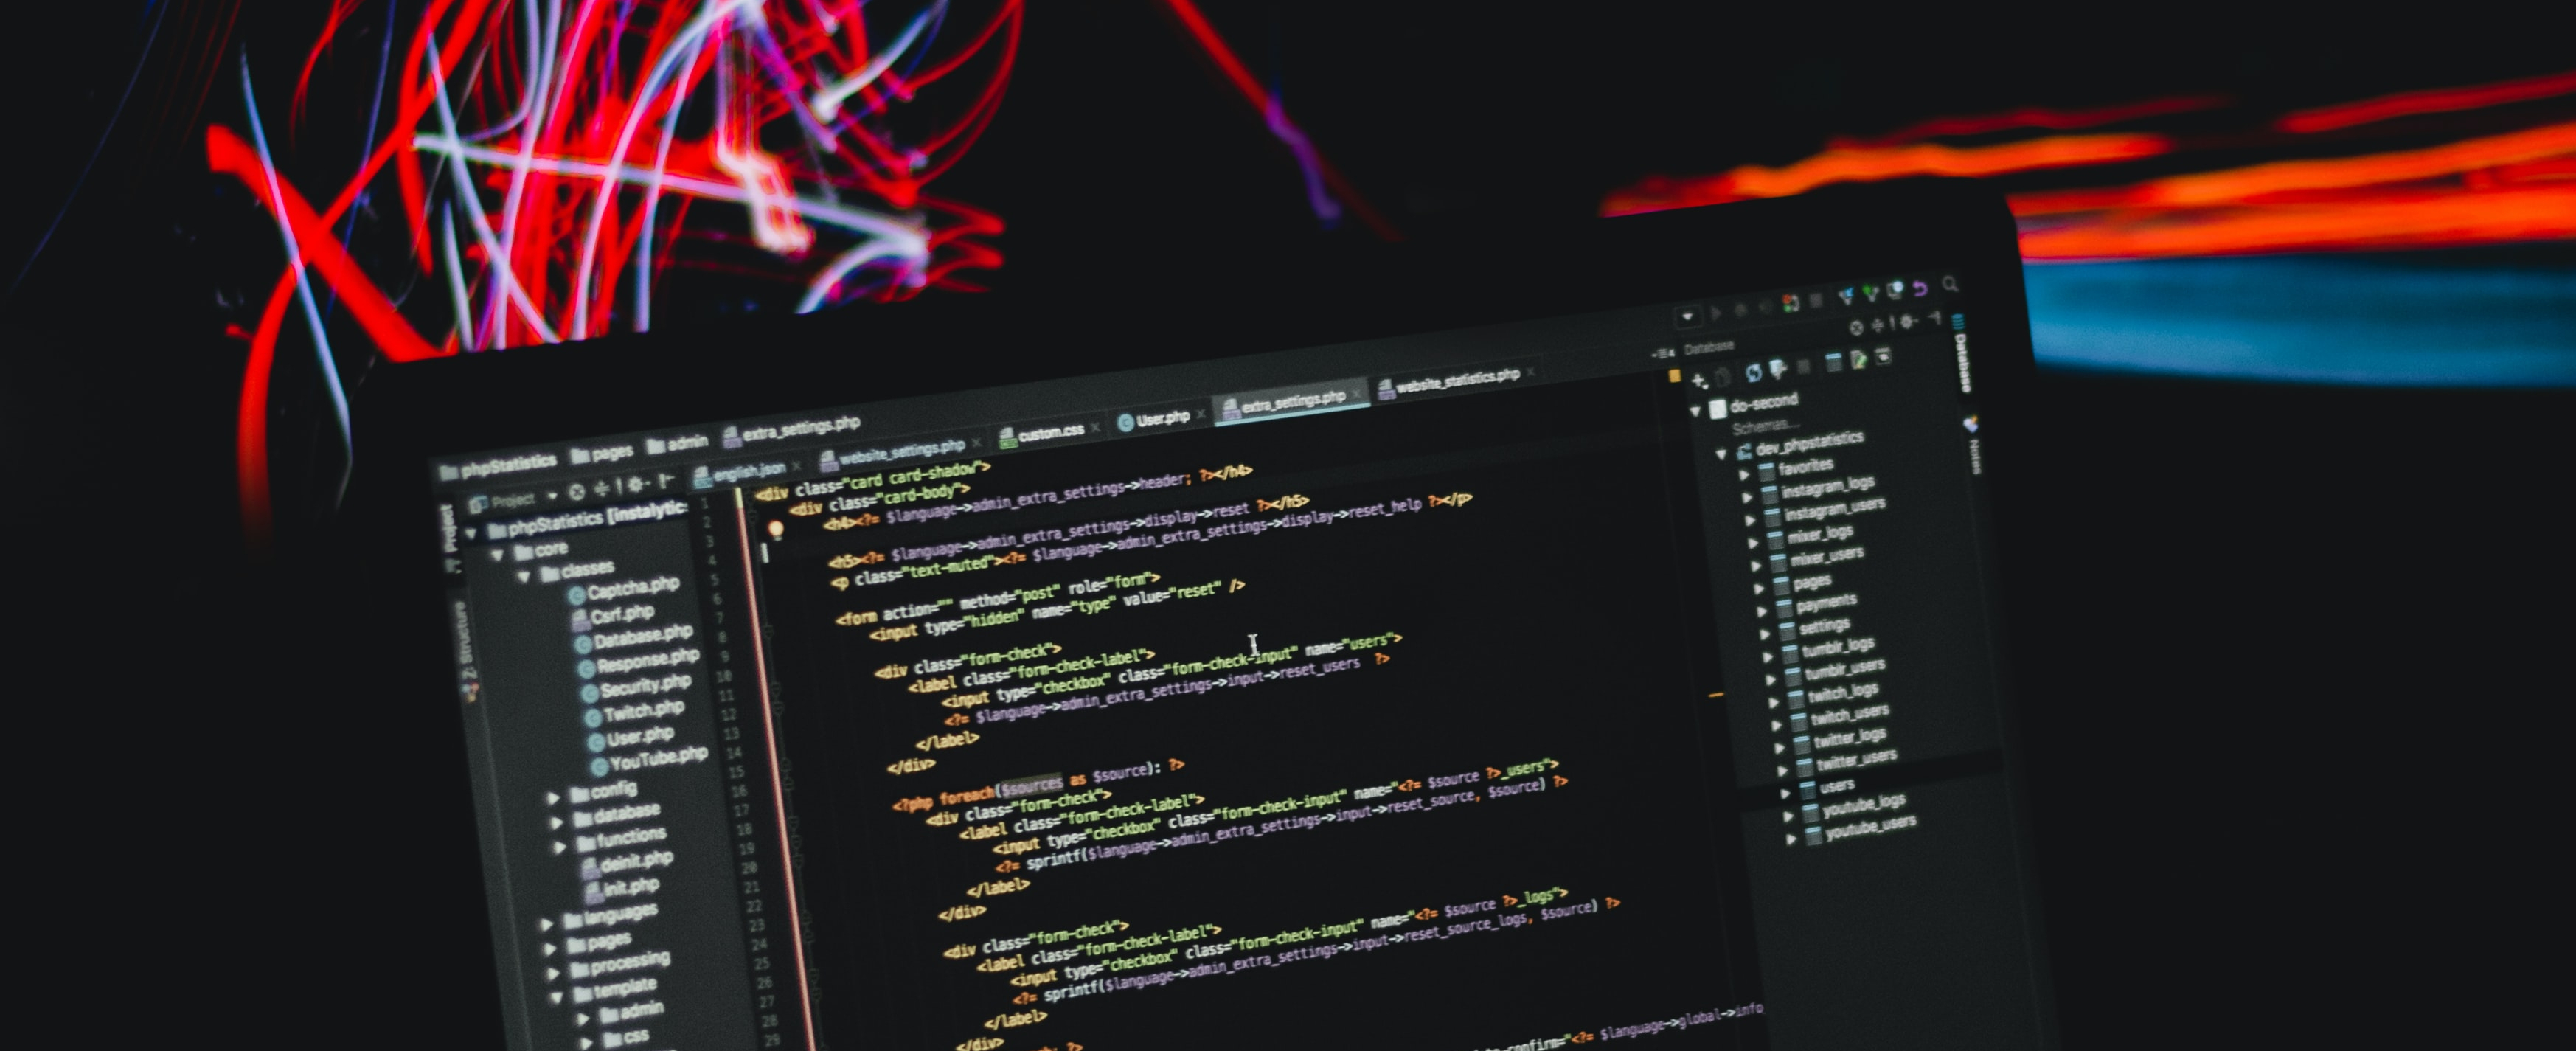 phpStatistics pages admin extra_settings.php
Project
english.json website_settings.php custom.css User.php extra_settings.php website_statistics.php
Project
Z: Structure
phpStatistics [instalytic:
core
classes
Captcha.php
Csrf.php
Database.php
Response.php
Security.php
Twitch.php
User.php
YouTube.php
config
database
functions
deinit.php
init.php
languages
pages
processing
template
admin
css
1
2
3
4
5
6
7
8
9
10
11
12
13
14
15
16
17
18
19
20
21
22
23
24
25
26
27
28
29
<div class="card card-shadow">
<div class="card-body">
<h4><?= $language->admin_extra_settings->header; ?></h4>
<h5><?= $language->admin_extra_settings->display->reset ?></h5>
<p class="text-muted"><?= $language->admin_extra_settings->display->reset_help ?></p>
<form action="" method="post" role="form">
<input type="hidden" name="type" value="reset" />
<div class="form-check">
<label class="form-check-label">
<input type="checkbox" class="form-check-input" name="users">
<?= $language->admin_extra_settings->input->reset_users ?>
</label>
</div>
<?php foreach($sources as $source): ?>
<div class="form-check">
<label class="form-check-label">
<input type="checkbox" class="form-check-input" name="<?= $source ?>_users">
<?= sprintf($language->admin_extra_settings->input->reset_source, $source) ?>
</label>
</div>
<div class="form-check">
<label class="form-check-label">
<input type="checkbox" class="form-check-input" name="<?= $source ?>_logs">
<?= sprintf($language->admin_extra_settings->input->reset_source_logs, $source) ?>
</label>
</div>
?>
-confirm="<?= $language->global->info
Database
do-second
Schemas...
dev_phpstatistics
favorites
instagram_logs
instagram_users
mixer_logs
mixer_users
pages
payments
settings
tumblr_logs
tumblr_users
twitch_logs
twitch_users
twitter_logs
twitter_users
users
youtube_logs
youtube_users
Database
Notes